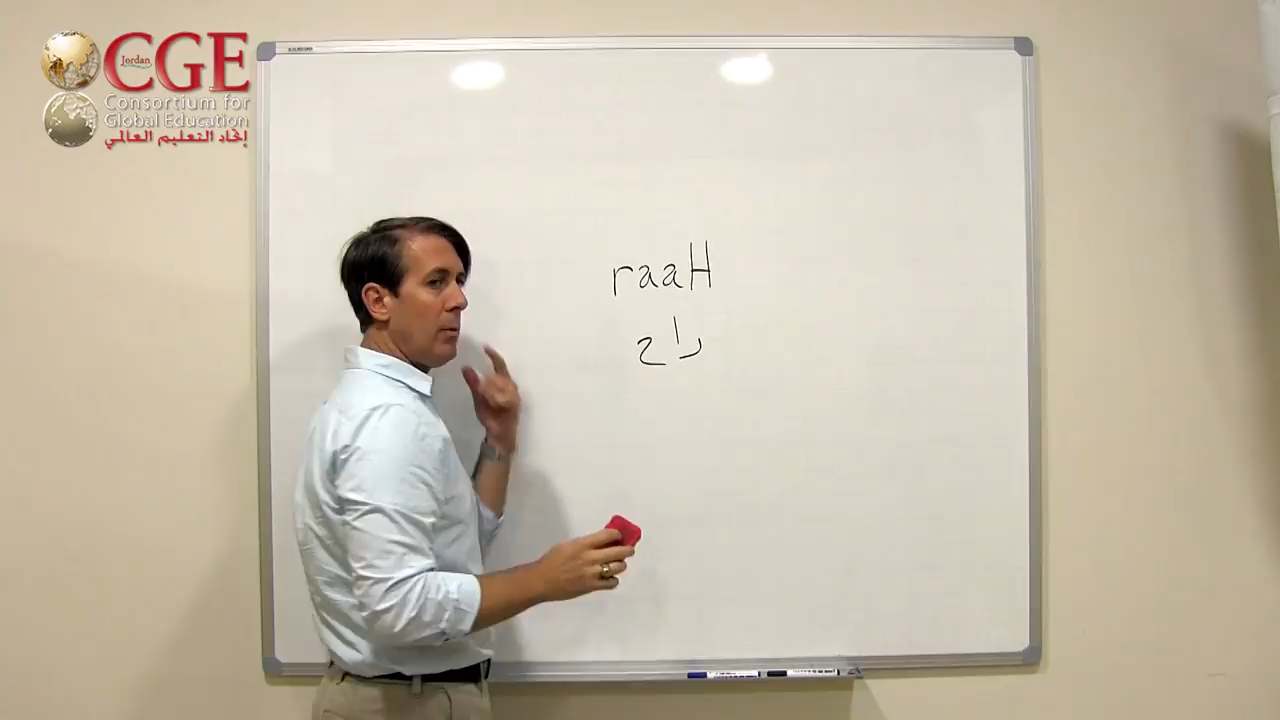 CGE
Jordan
Consortium for
Global Education
إتحاد التعليم العالمي
raaH
راح